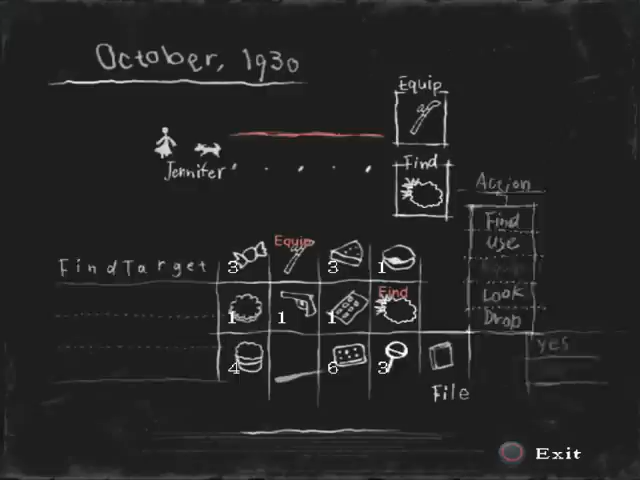 October, 1930
Equip
Jennifer
Find
Action
Find
Use
Look
Drop
Equip
3 3 1
FindTarget
Find
1 1 1
4 6 3
yes
File
Exit